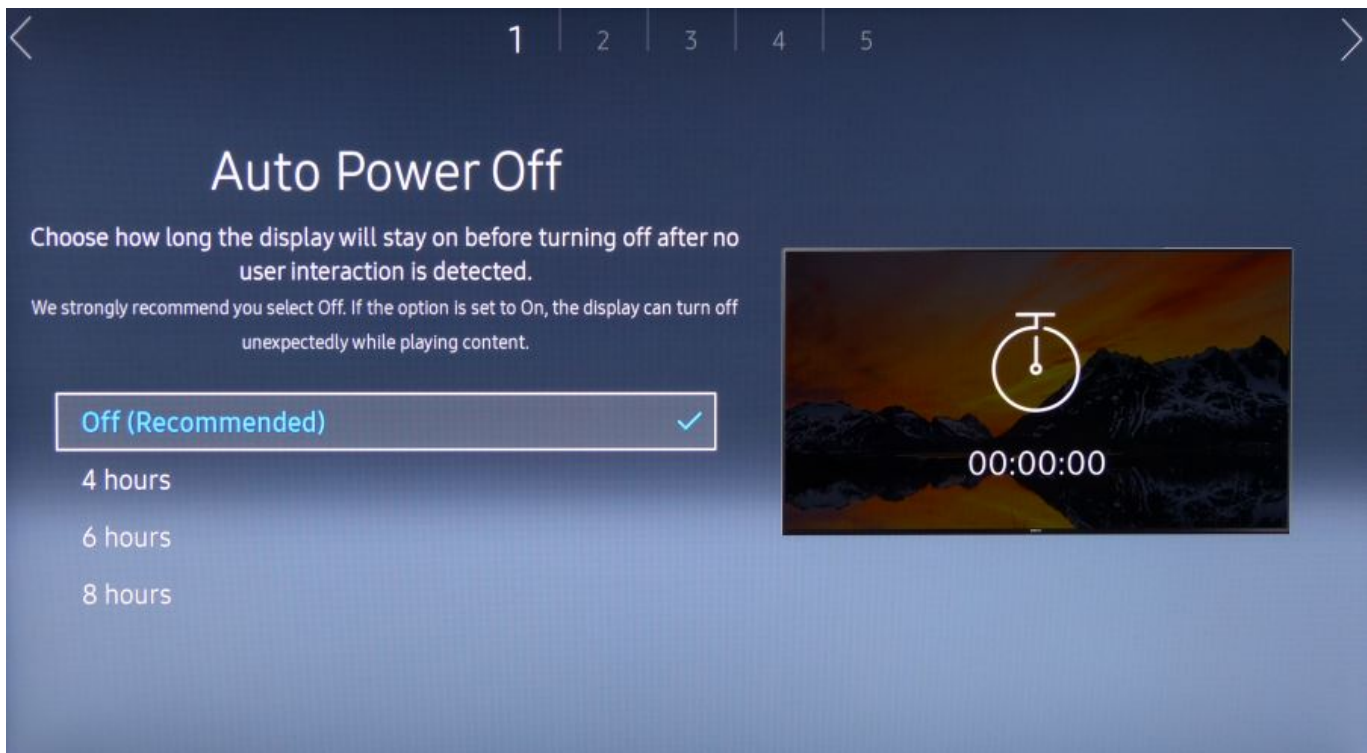 1 | 2 | 3 | 4 | 5
Auto Power Off
Choose how long the display will stay on before turning off after no
user interaction is detected.
We strongly recommend you select Off. If the option is set to On, the display can turn off
unexpectedly while playing content.
Off (Recommended)
4 hours
6 hours
8 hours
00:00:00